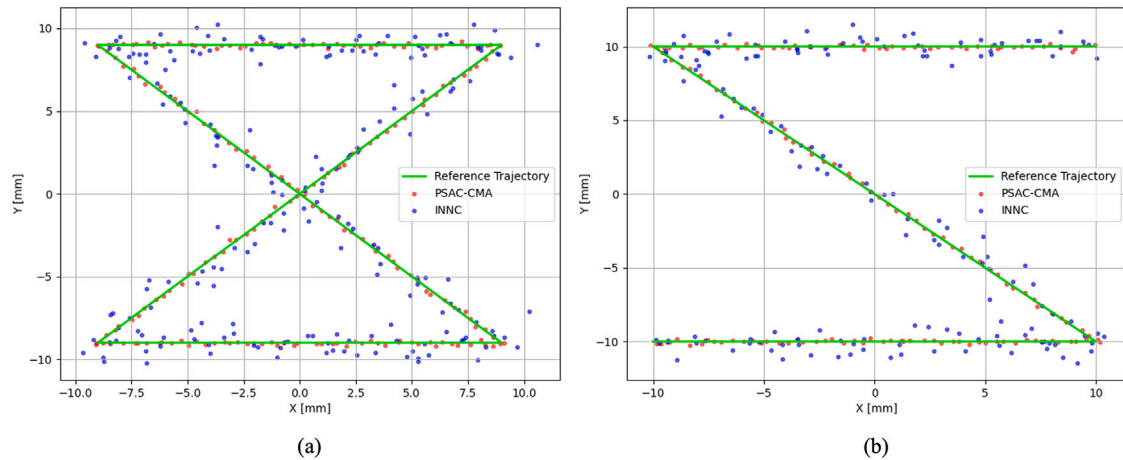 10
5
0
−5
−10
Y [mm]
−10.0 −7.5 −5.0 −2.5 0.0 2.5 5.0 7.5 10.0
X [mm]
Reference Trajectory
PSAC-CMA
INNC
(a)
10
5
0
−5
−10
Y [mm]
−10 −5 0 5 10
X [mm]
Reference Trajectory
PSAC-CMA
INNC
(b)